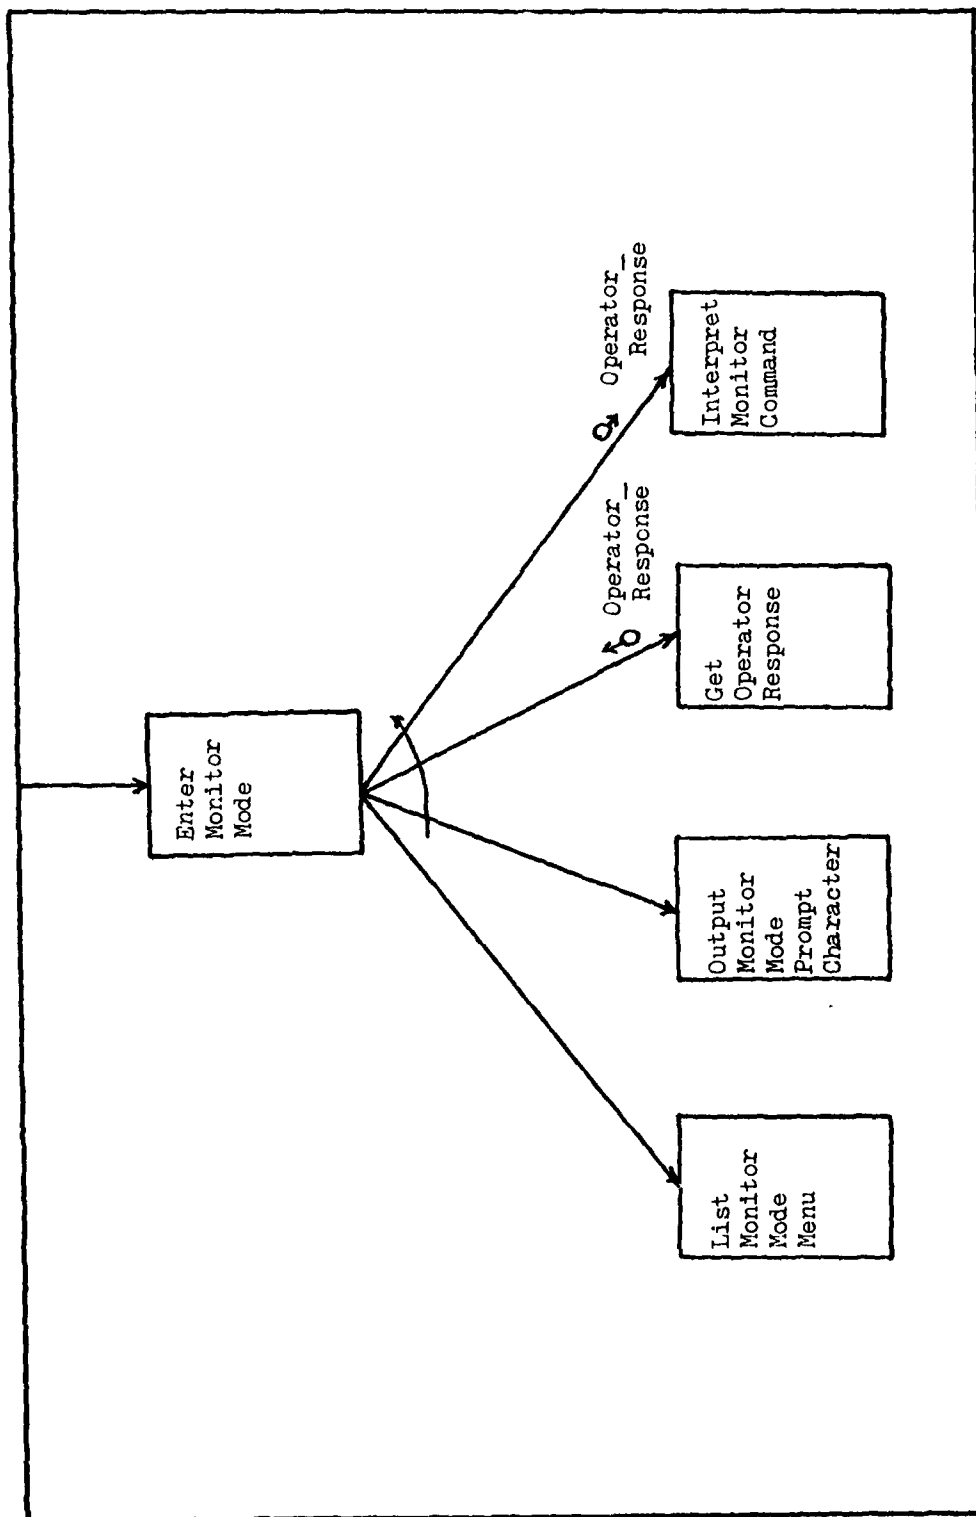 Enter
Monitor
Mode
List
Monitor
Mode
Menu
Output
Monitor
Mode
Prompt
Character
Get
Operator
Response
Interpret
Monitor
Command
Operator_
Response
Operator_
Response